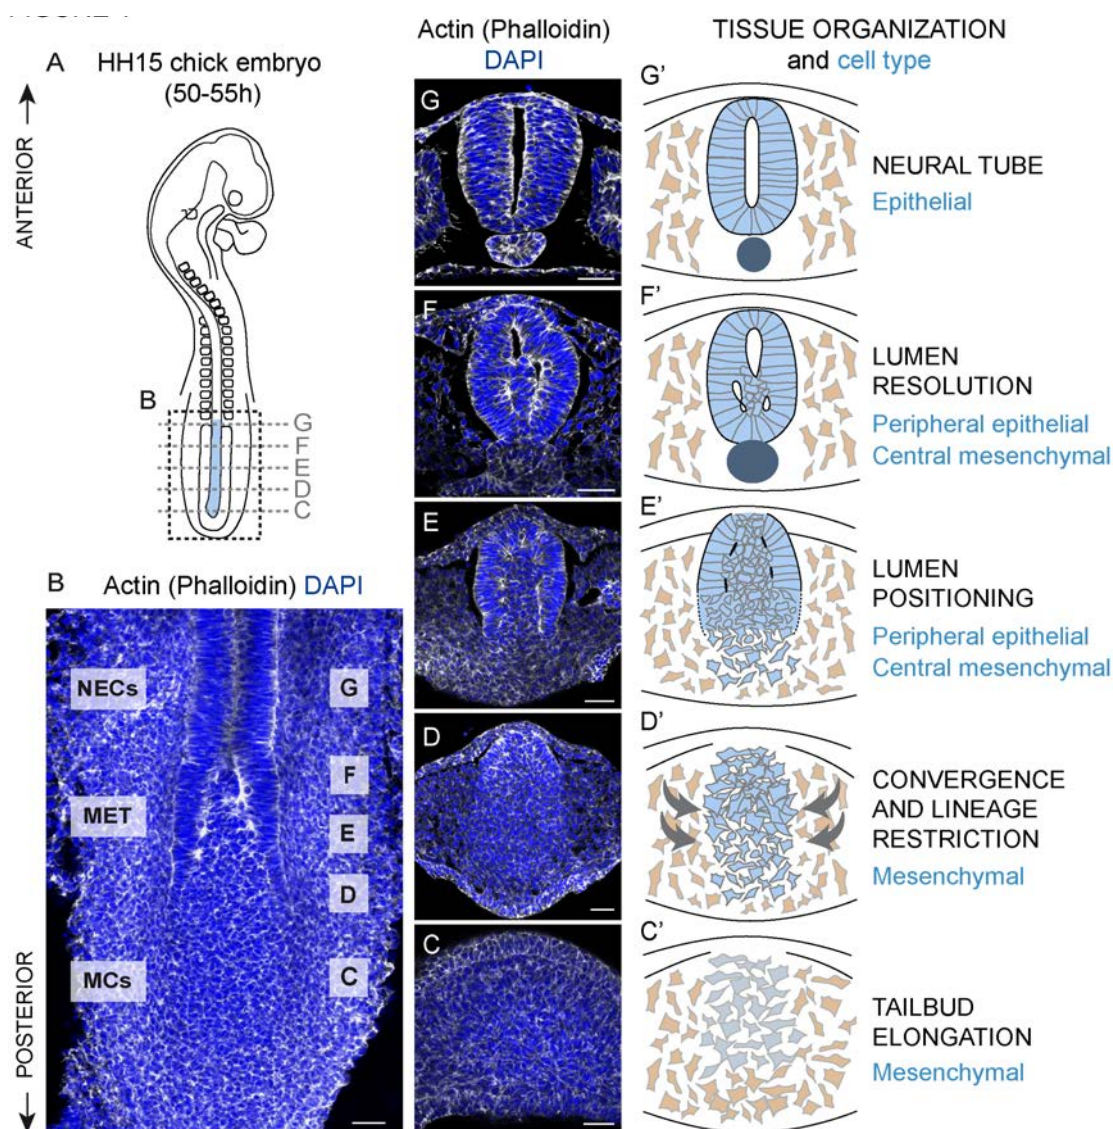 A
HH15 chick embryo
(50-55h)
ANTERIOR
B
G
F
E
D
C
B
Actin (Phalloidin) DAPI
NECs
G
F
MET
E
D
MCs
C
POSTERIOR
Actin (Phalloidin)
DAPI
G
F
E
D
C
TISSUE ORGANIZATION
and cell type
G’
NEURAL TUBE
Epithelial
F’
LUMEN
RESOLUTION
Peripheral epithelial
Central mesenchymal
E’
LUMEN
POSITIONING
Peripheral epithelial
Central mesenchymal
D’
CONVERGENCE
AND LINEAGE
RESTRICTION
Mesenchymal
C’
TAILBUD
ELONGATION
Mesenchymal